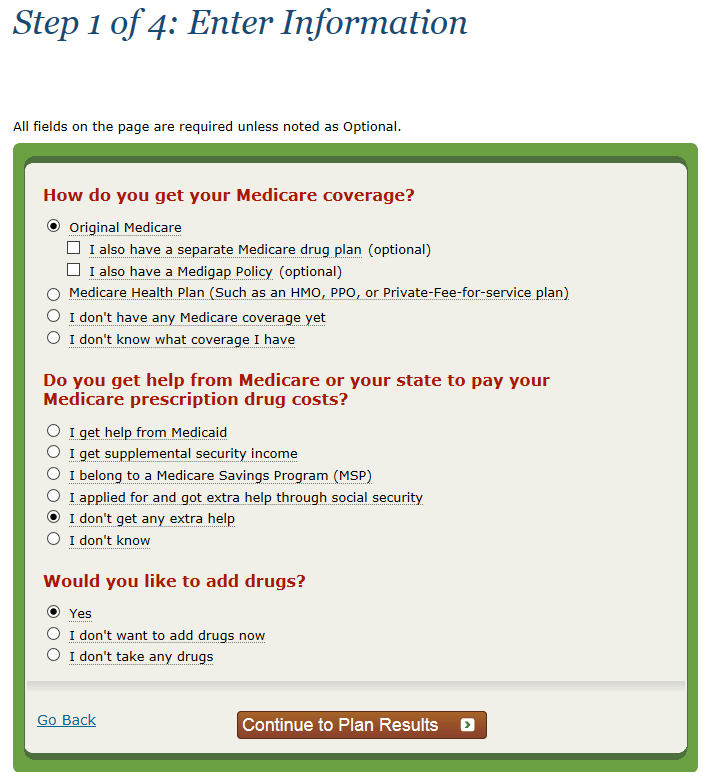 Step 1 of 4: Enter Information
All fields on the page are required unless noted as Optional.
How do you get your Medicare coverage?
Original Medicare
I also have a separate Medicare drug plan (optional)
I also have a Medigap Policy (optional)
Medicare Health Plan (Such as an HMO, PPO, or Private-Fee-for-service plan)
I don't have any Medicare coverage yet
I don't know what coverage I have
Do you get help from Medicare or your state to pay your
Medicare prescription drug costs?
I get help from Medicaid
I get supplemental security income
I belong to a Medicare Savings Program (MSP)
I applied for and got extra help through social security
I don't get any extra help
I don't know
Would you like to add drugs?
Yes
I don't want to add drugs now
I don't take any drugs
Go Back
Continue to Plan Results